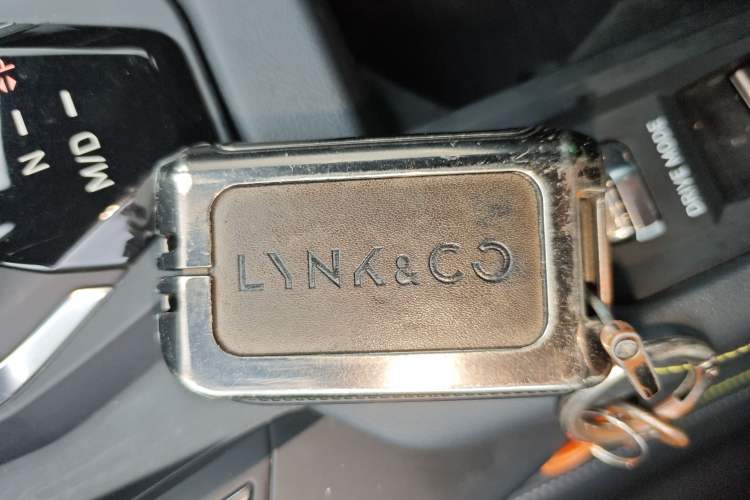 N
M/D
LYNK&CO
DRIVE MODE